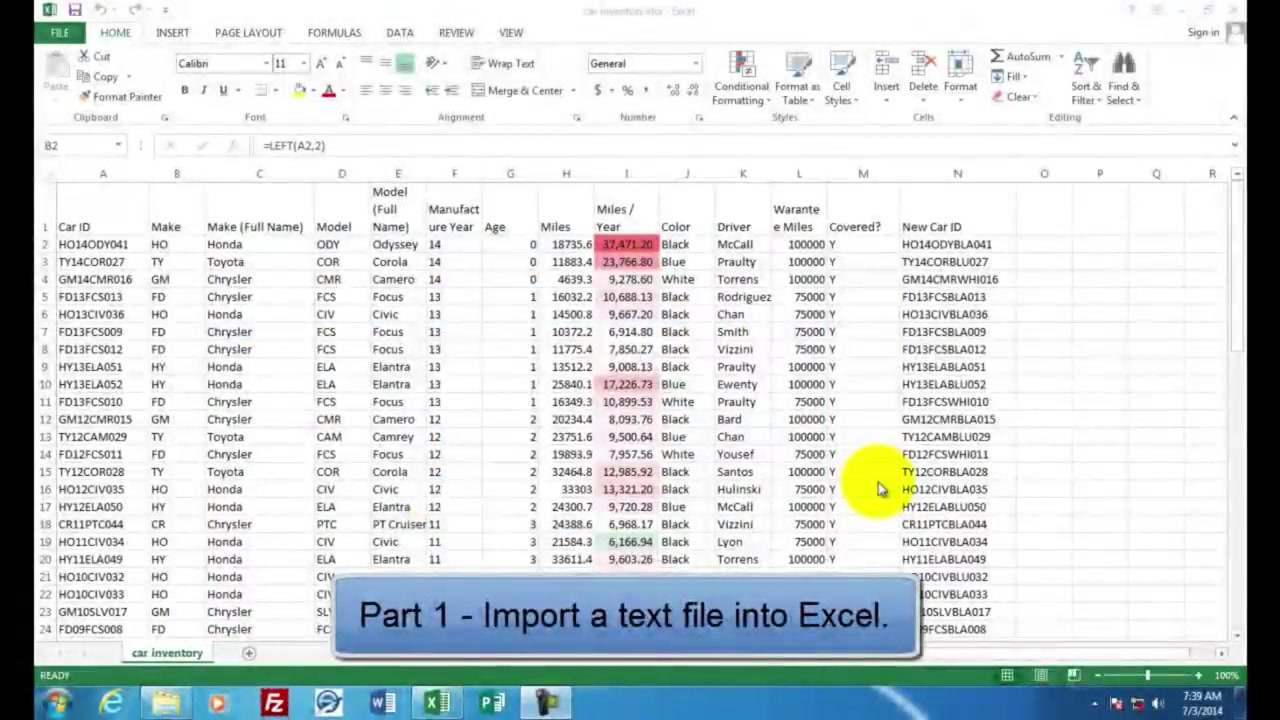 car inventory.xlsx - Excel
FILE HOME INSERT PAGE LAYOUT FORMULAS DATA REVIEW VIEW Sign in
Cut Calibri 11 Wrap Text General AutoSum
Copy Fill
Paste Format Painter B I U Merge & Center $ % Conditional Formatting Format as Table Cell Styles Insert Delete Format Clear Sort & Filter Find & Select
Clipboard Font Alignment Number Styles Cells Editing
B2 =LEFT(A2,2)
A B C D E F G H I J K L M N O P Q R
1 Car ID Make Make (Full Name) Model Model (Full Name) Manufact ure Year Age Miles Miles / Year Color Driver Warante e Miles Covered? New Car ID
2 HO14ODY041 HO Honda ODY Odyssey 14 0 18735.6 37,471.20 Black McCall 100000 Y HO14ODYBLA041
3 TY14COR027 TY Toyota COR Corola 14 0 11883.4 23,766.80 Blue Praulty 100000 Y TY14CORBLU027
4 GM14CMR016 GM Chrysler CMR Camero 14 0 4639.3 9,278.60 White Torrens 100000 Y GM14CMRWHI016
5 FD13FCS013 FD Chrysler FCS Focus 13 1 16032.2 10,688.13 Black Rodriguez 75000 Y FD13FCSBLA013
6 HO13CIV036 HO Honda CIV Civic 13 1 14500.8 9,667.20 Black Chan 75000 Y HO13CIVBLA036
7 FD13FCS009 FD Chrysler FCS Focus 13 1 10372.2 6,914.80 Black Smith 75000 Y FD13FCSBLA009
8 FD13FCS012 FD Chrysler FCS Focus 13 1 11775.4 7,850.27 Black Vizzini 75000 Y FD13FCSBLA012
9 HY13ELA051 HY Honda ELA Elantra 13 1 13512.2 9,008.13 Black Praulty 100000 Y HY13ELABLA051
10 HY13ELA052 HY Honda ELA Elantra 13 1 25840.1 17,226.73 Blue Ewenty 100000 Y HY13ELABLU052
11 FD13FCS010 FD Chrysler FCS Focus 13 1 16349.3 10,899.53 White Praulty 75000 Y FD13FCSWHI010
12 GM12CMR015 GM Chrysler CMR Camero 12 2 20234.4 8,093.76 Black Bard 100000 Y GM12CMRBLA015
13 TY12CAM029 TY Toyota CAM Camrey 12 2 23751.6 9,500.64 Blue Chan 100000 Y TY12CAMBLU029
14 FD12FCS011 FD Chrysler FCS Focus 12 2 19893.9 7,957.56 White Yousef 75000 Y FD12FCSWHI011
15 TY12COR028 TY Toyota COR Corola 12 2 32464.8 12,985.92 Black Santos 100000 Y TY12CORBLA028
16 HO12CIV035 HO Honda CIV Civic 12 2 33303 13,321.20 Black Hulinski 75000 Y HO12CIVBLA035
17 HY12ELA050 HY Honda ELA Elantra 12 2 24300.7 9,720.28 Blue McCall 100000 Y HY12ELABLU050
18 CR11PTC044 CR Chrysler PTC PT Cruiser 11 3 24388.6 6,968.17 Black Vizzini 75000 Y CR11PTCBLA044
19 HO11CIV034 HO Honda CIV Civic 11 3 21584.3 6,166.94 Black Lyon 75000 Y HO11CIVBLA034
20 HY11ELA049 HY Honda ELA Elantra 11 3 33611.4 9,603.26 Black Torrens 100000 Y HY11ELABLA049
21 HO10CIV032 HO Honda 10CIVBLU032
22 HO10CIV033 HO Honda 10CIVBLA033
23 GM10SLV017 GM Chrysler 10SLVBLA017
24 FD09FCS008 FD Chrysler 09FCSBLA008
Part 1 - Import a text file into Excel.
car inventory
READY 100%
7:39 AM
7/3/2014